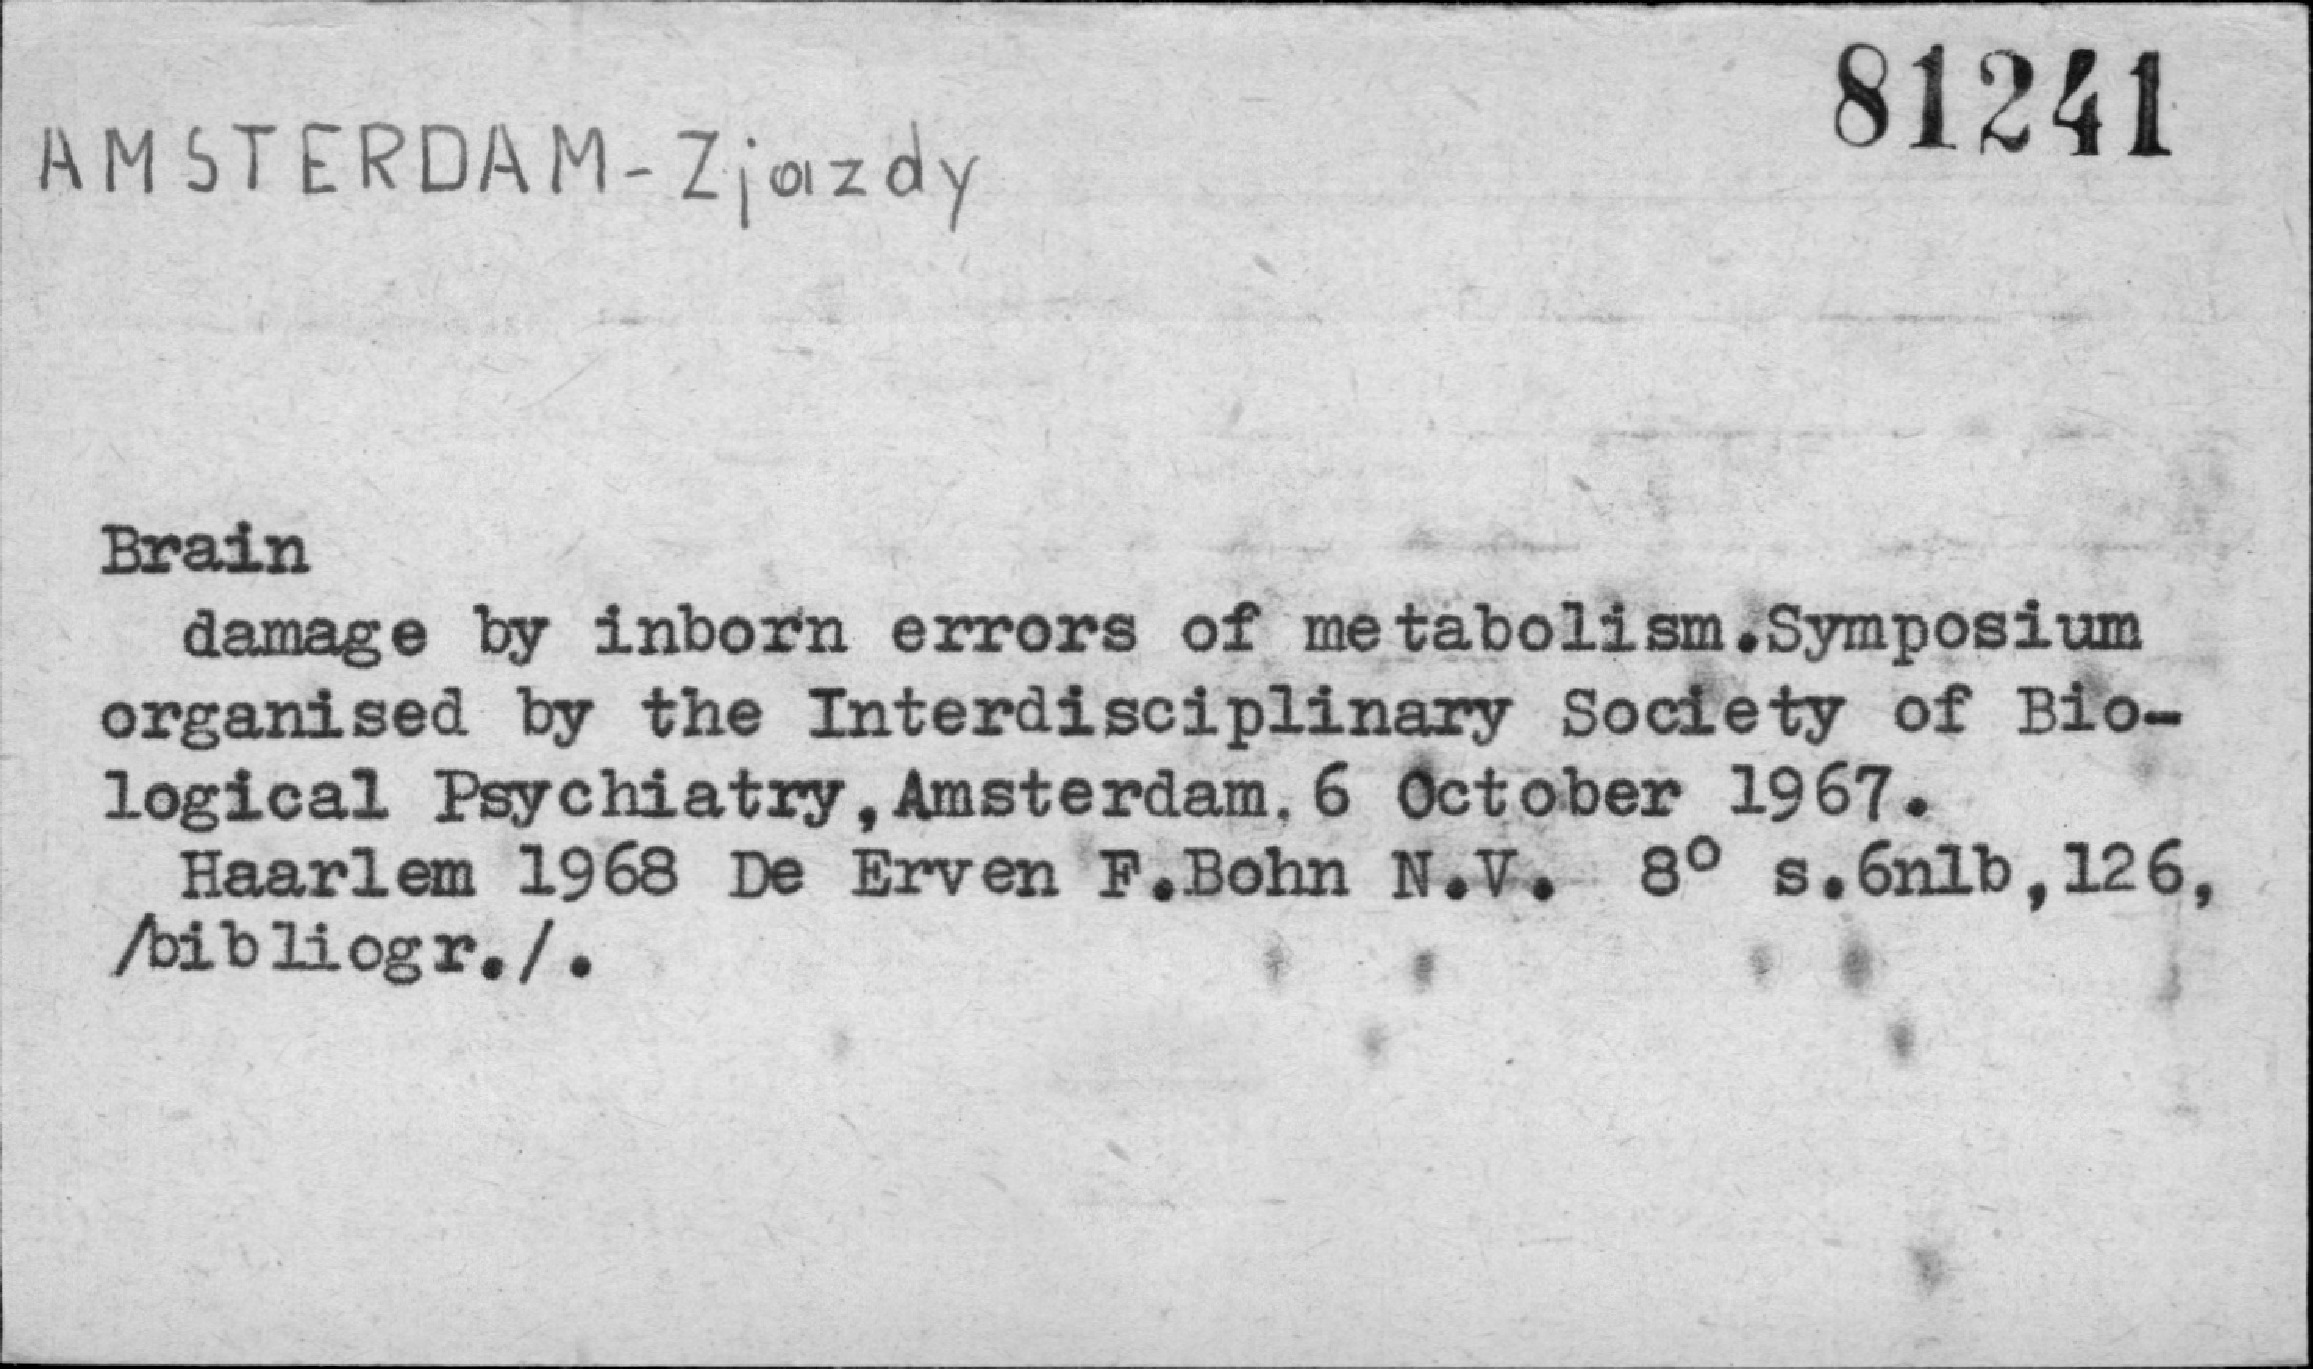 81241
AMSTERDAM - Zjazdy
Brain
damage by inborn errors of metabolism.Symposium
organised by the Interdisciplinary Society of Bio-
logical Psychiatry,Amsterdam.6 October 1967.
Haarlem 1968 De Erven F.Bohn N.V. 8° s.6nlb,126,
/bibliogr./.